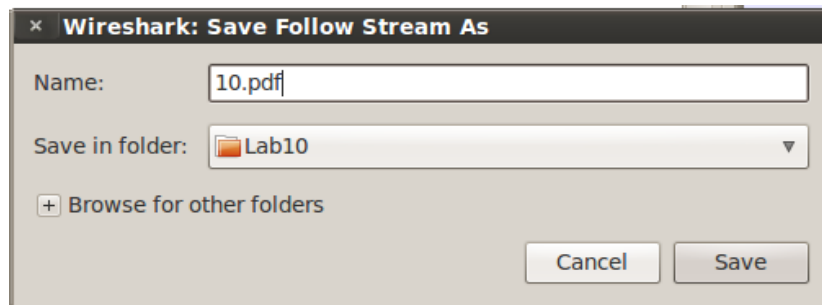 × Wireshark: Save Follow Stream As
Name: 10.pdf
Save in folder: Lab10
+ Browse for other folders
Cancel Save